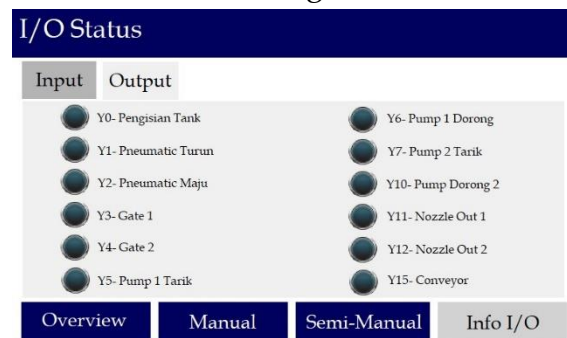 I/O Status
Input
Output
Y0- Pengisian Tank
Y1- Pneumatic Turun
Y2- Pneumatic Maju
Y3- Gate 1
Y4- Gate 2
Y5- Pump 1 Tarik
Y6- Pump 1 Dorong
Y7- Pump 2 Tarik
Y10- Pump Dorong 2
Y11- Nozzle Out 1
Y12- Nozzle Out 2
Y15- Conveyor
Overview
Manual
Semi-Manual
Info I/O